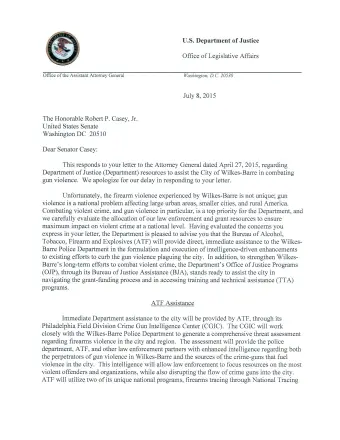 U.S. Department of Justice
Office of Legislative Affairs
Office of the Assistant Attorney General
Washington, D.C. 20530
July 8, 2015
The Honorable Robert P. Casey, Jr.
United States Senate
Washington DC 20510
Dear Senator Casey:
This responds to your letter to the Attorney General dated April 27, 2015, regarding
Department of Justice (Department) resources to assist the City of Wilkes-Barre in combating
gun violence. We apologize for our delay in responding to your letter.
Unfortunately, the firearm violence experienced by Wilkes-Barre is not unique; gun
violence is a national problem affecting large urban areas, smaller cities, and rural America.
Combating violent crime, and gun violence in particular, is a top priority for the Department, and
we carefully evaluate the allocation of our law enforcement and grant resources to ensure
maximum impact on violent crime at a national level. Having evaluated the concerns you
express in your letter, the Department is pleased to advise you that the Bureau of Alcohol,
Tobacco, Firearm and Explosives (ATF) will provide direct, immediate assistance to the Wilkes-
Barre Police Department in the formulation and execution of intelligence-driven enhancements
to existing efforts to curb the gun violence plaguing the city. In addition, to strengthen Wilkes-
Barre's long-term efforts to combat violent crime, the Department's Office of Justice Programs
(OJP), through its Bureau of Justice Assistance (BJA), stands ready to assist the city in
navigating the grant-funding process and in accessing training and technical assistance (TTA)
programs.
ATF Assistance
Immediate Department assistance to the city will be provided by ATF, through its
Philadelphia Field Division Crime Gun Intelligence Center (CGIC). The CGIC will work
closely with the Wilkes-Barre Police Department to generate a comprehensive threat assessment
regarding firearms violence in the city and region. The assessment will provide the police
department, ATF, and other law enforcement partners with enhanced intelligence regarding both
the perpetrators of gun violence in Wilkes-Barre and the sources of the crime-guns that fuel
violence in the city. This intelligence will allow law enforcement to focus resources on the most
violent offenders and organizations, while also disrupting the flow of crime guns into the city.
ATF will utilize two of its unique national programs, firearms tracing through National Tracing